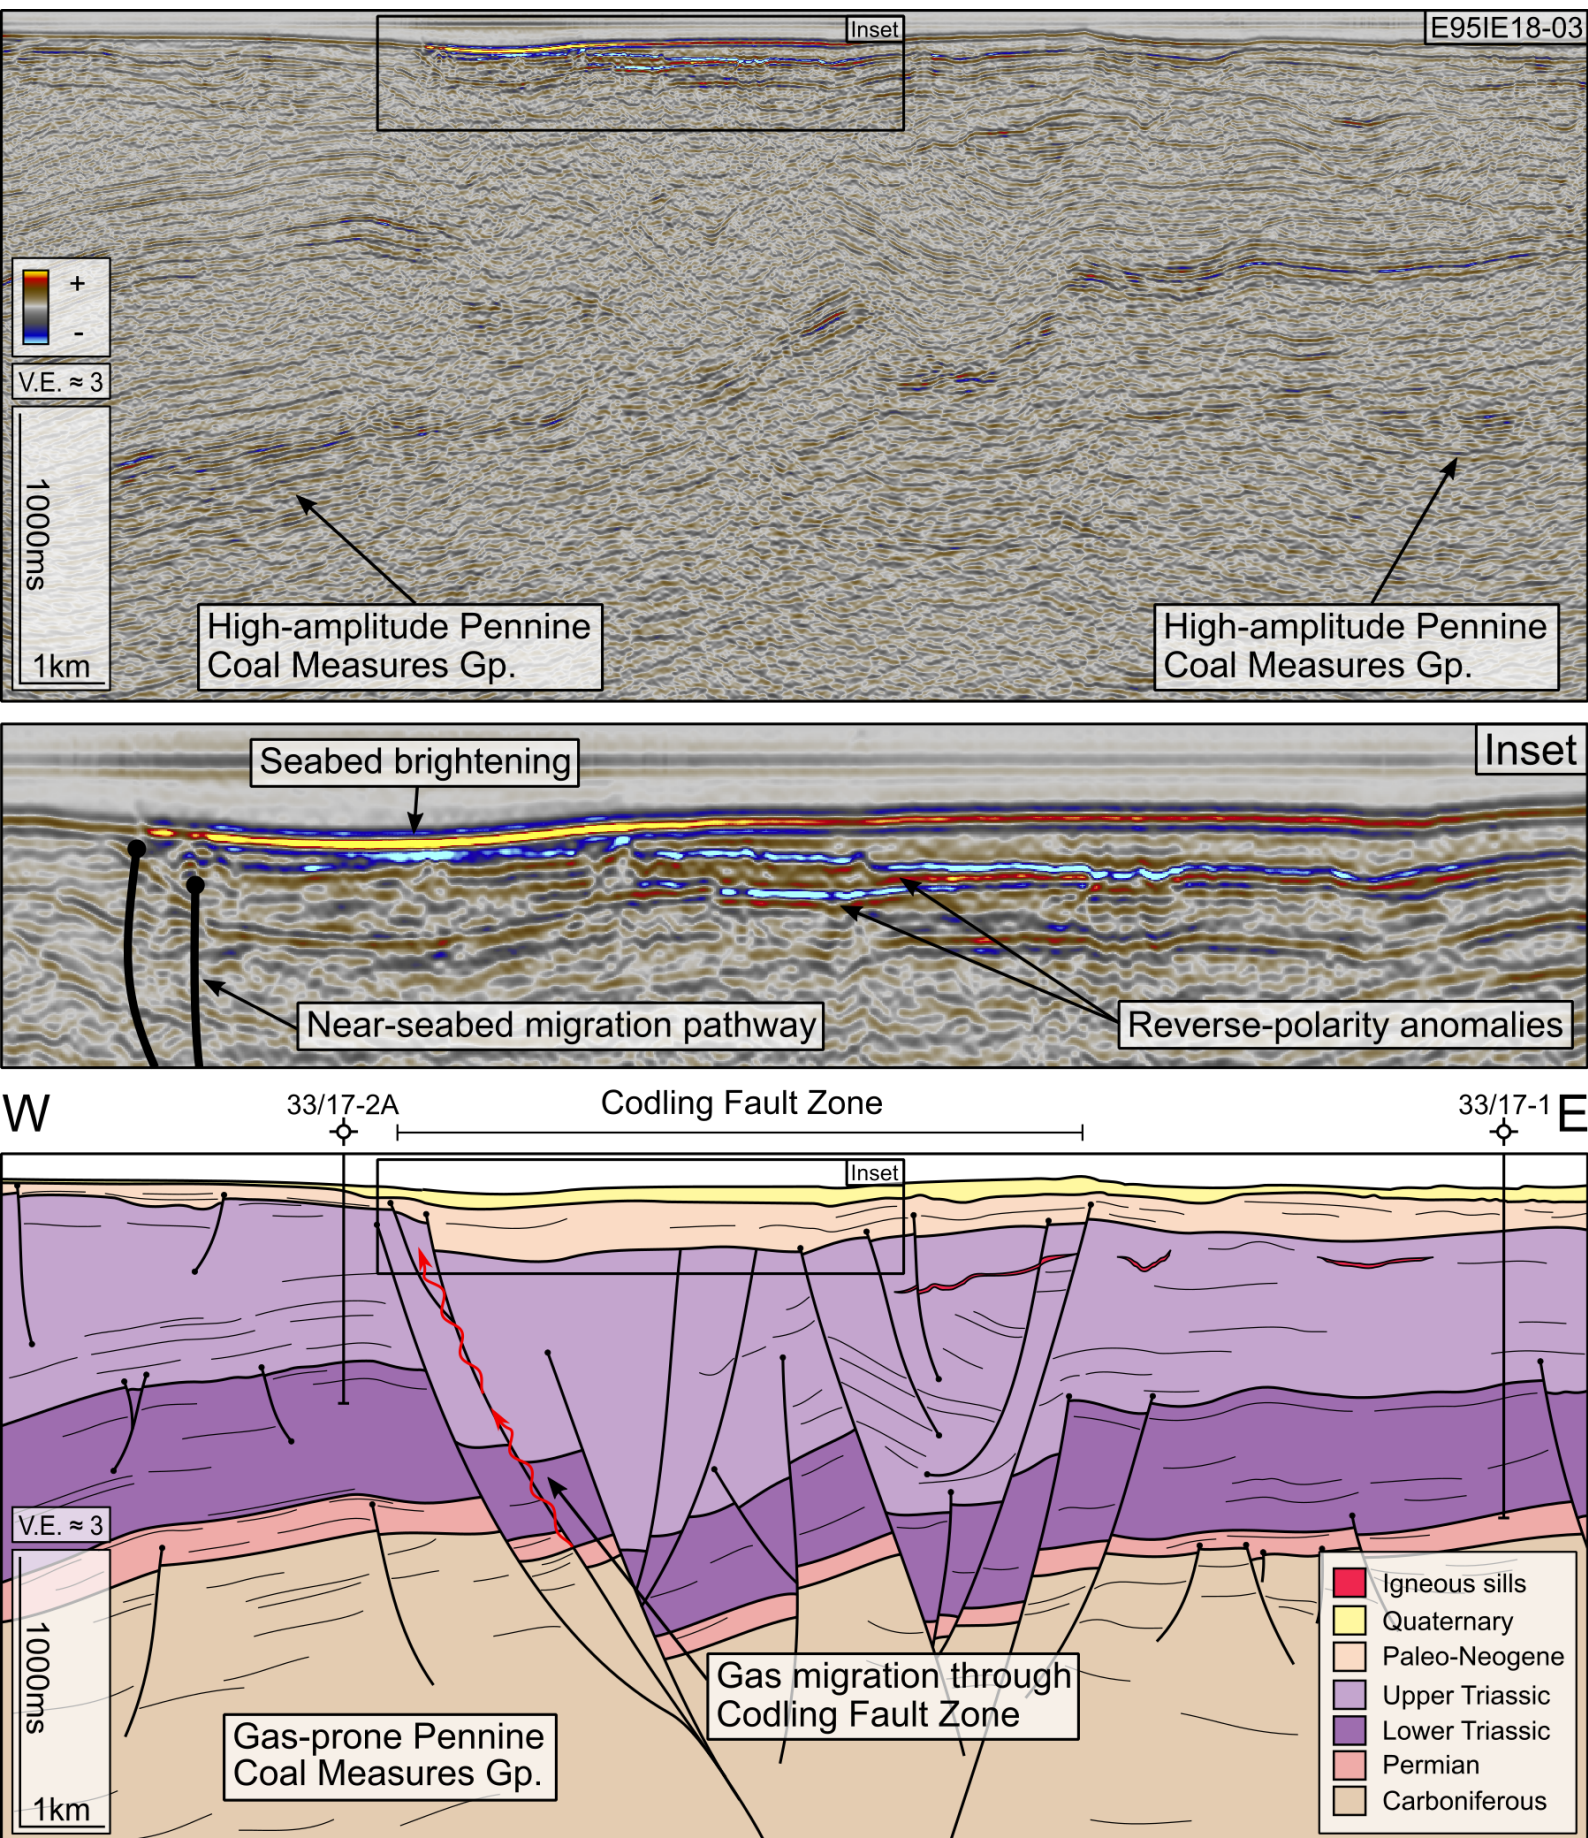 Inset
E95IE18-03
+
-
V.E. ≈ 3
1000ms
1km
High-amplitude Pennine
Coal Measures Gp.
High-amplitude Pennine
Coal Measures Gp.
Inset
Seabed brightening
Near-seabed migration pathway
Reverse-polarity anomalies
W
33/17-2A
Codling Fault Zone
33/17-1
E
Inset
V.E. ≈ 3
1000ms
1km
Gas-prone Pennine
Coal Measures Gp.
Gas migration through
Codling Fault Zone
Igneous sills
Quaternary
Paleo-Neogene
Upper Triassic
Lower Triassic
Permian
Carboniferous